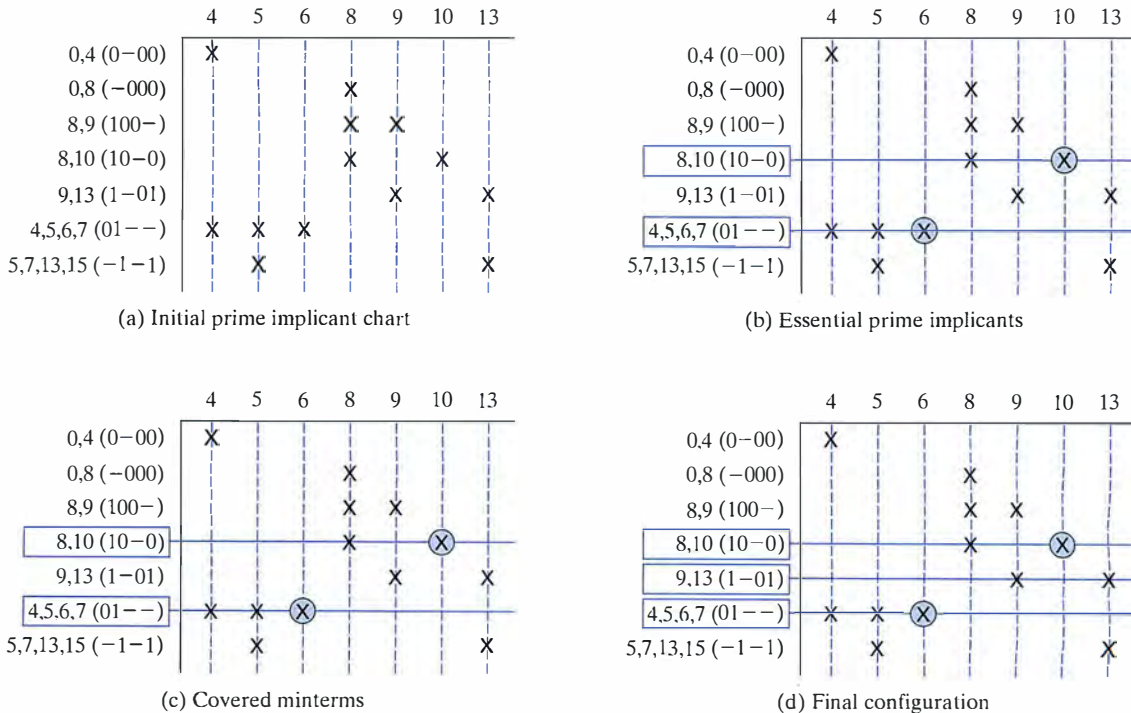 4 5 6 8 9 10 13
0,4 (0−00) X
0,8 (−000) X
8,9 (100−) X X
8,10 (10−0) X X
9,13 (1−01) X X
4,5,6,7 (01−−) X X X
5,7,13,15 (−1−1) X X
(a) Initial prime implicant chart
4 5 6 8 9 10 13
0,4 (0−00) X
0,8 (−000) X
8,9 (100−) X X
8,10 (10−0) X X
9,13 (1−01) X X
4,5,6,7 (01−−) X X X
5,7,13,15 (−1−1) X X
(b) Essential prime implicants
4 5 6 8 9 10 13
0,4 (0−00) X
0,8 (−000) X
8,9 (100−) X X
8,10 (10−0) X X
9,13 (1−01) X X
4,5,6,7 (01−−) X X X
5,7,13,15 (−1−1) X X
(c) Covered minterms
4 5 6 8 9 10 13
0,4 (0−00) X
0,8 (−000) X
8,9 (100−) X X
8,10 (10−0) X X
9,13 (1−01) X X
4,5,6,7 (01−−) X X X
5,7,13,15 (−1−1) X X
(d) Final configuration